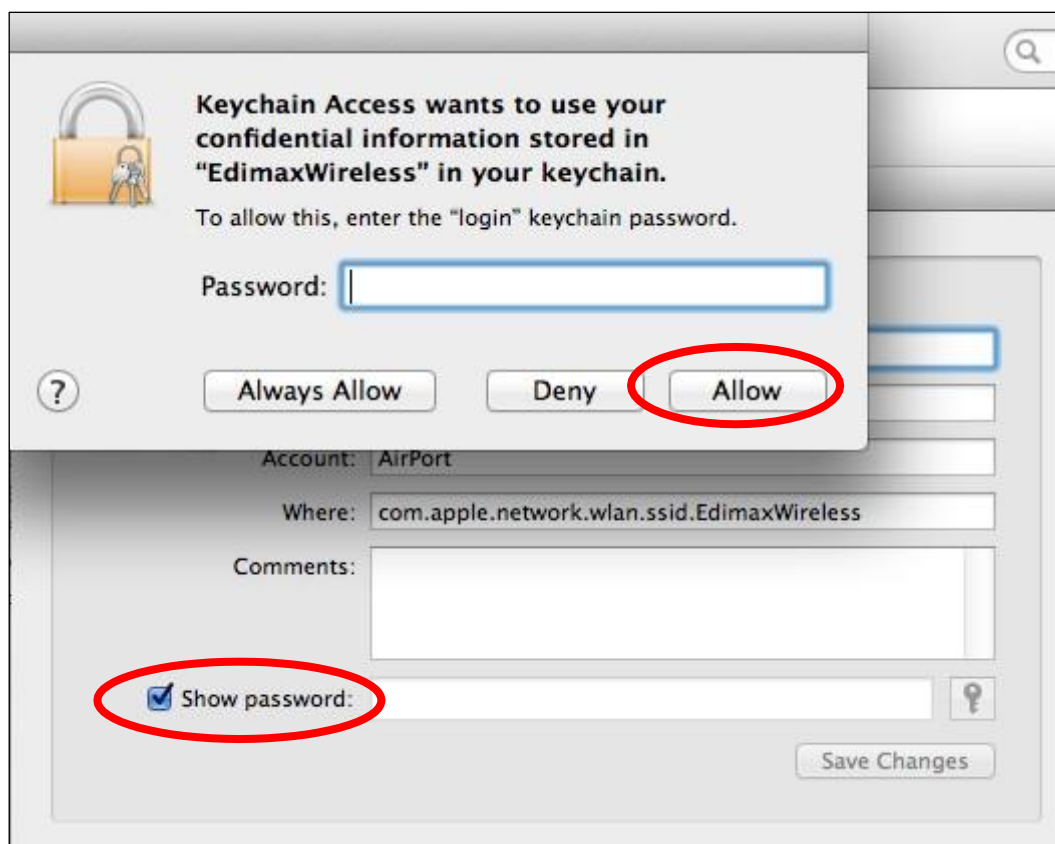 Keychain Access wants to use your
confidential information stored in
“EdimaxWireless” in your keychain.
To allow this, enter the “login” keychain password.
Password:
?
Always Allow
Deny
Allow
Account: AirPort
Where: com.apple.network.wlan.ssid.EdimaxWireless
Comments:
Show password:
Save Changes